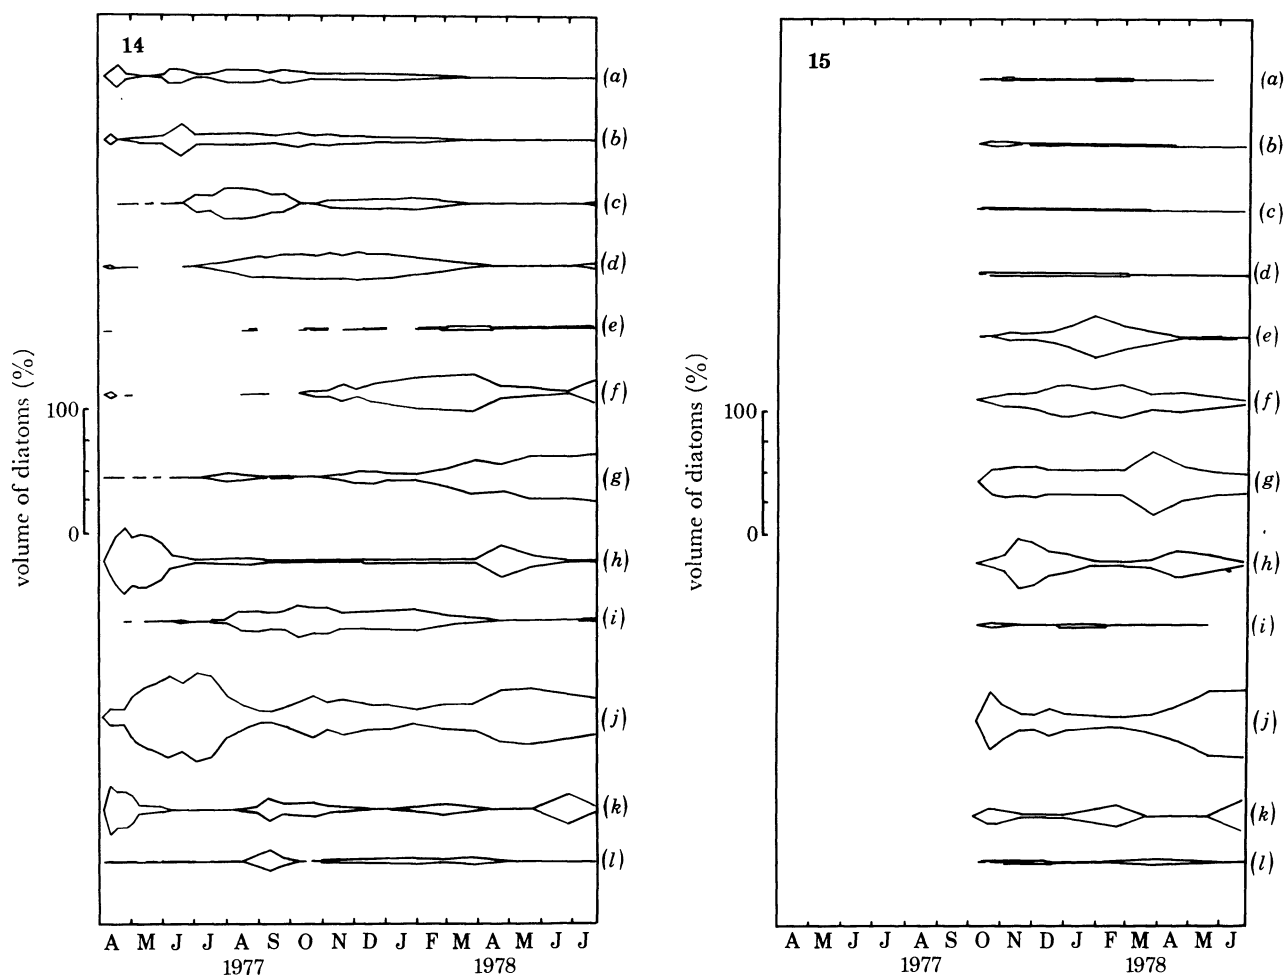 14
(a)
(b)
(c)
(d)
(e)
(f)
(g)
(h)
(i)
(j)
(k)
(l)
volume of diatoms (%)
100
0
A M J J A S O N D J F M A M J J
1977 1978
15
(a)
(b)
(c)
(d)
(e)
(f)
(g)
(h)
(i)
(j)
(k)
(l)
volume of diatoms (%)
100
0
A M J J A S O N D J F M A M J
1977 1978